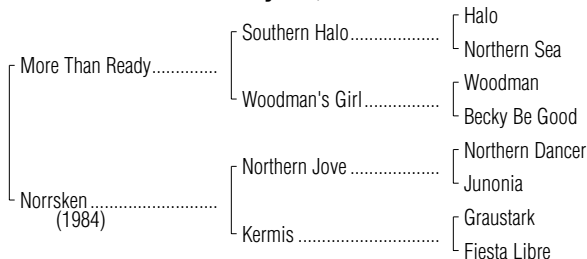 Halo
Southern Halo
Northern Sea
More Than Ready
Woodman
Woodman's Girl
Becky Be Good
Northern Dancer
Northern Jove
Junonia
Norrsken
(1984)
Graustark
Kermis
Fiesta Libre